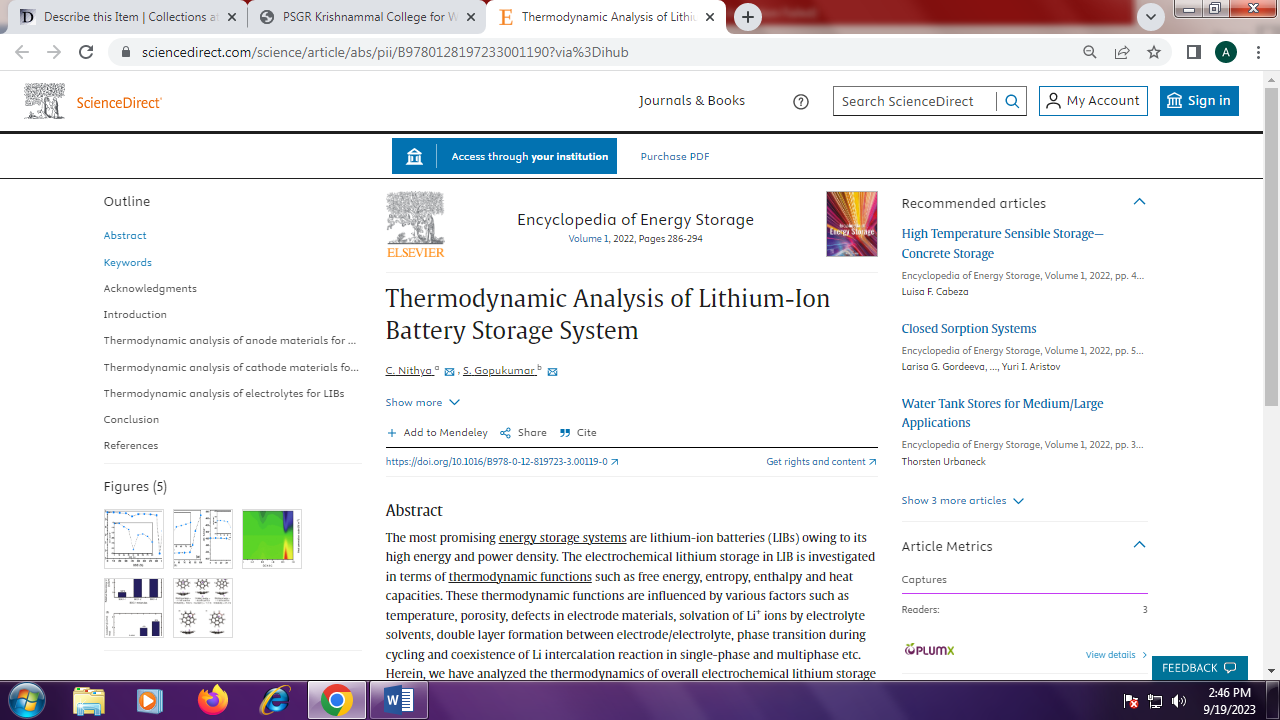 Describe this Item | Collections at
PSGR Krishnammal College for W
Thermodynamic Analysis of Lithiu
sciencedirect.com/science/article/abs/pii/B9780128197233001190?via%3Dihub
A
ScienceDirect
Journals & Books
Search ScienceDirect
My Account
Sign in
Access through your institution
Purchase PDF
Outline
Abstract
Keywords
Acknowledgments
Introduction
Thermodynamic analysis of anode materials for ...
Thermodynamic analysis of cathode materials fo...
Thermodynamic analysis of electrolytes for LIBs
Conclusion
References
Figures (5)
ELSEVIER
Encyclopedia of Energy Storage
Volume 1, 2022, Pages 286-294
Energy Storage
Thermodynamic Analysis of Lithium-Ion
Battery Storage System
C. Nithya a , S. Gopukumar b
Show more
+ Add to Mendeley Share Cite
https://doi.org/10.1016/B978-0-12-819723-3.00119-0
Get rights and content
Abstract
The most promising energy storage systems are lithium-ion batteries (LIBs) owing to its
high energy and power density. The electrochemical lithium storage in LIB is investigated
in terms of thermodynamic functions such as free energy, entropy, enthalpy and heat
capacities. These thermodynamic functions are influenced by various factors such as
temperature, porosity, defects in electrode materials, solvation of Li+ ions by electrolyte
solvents, double layer formation between electrode/electrolyte, phase transition during
cycling and coexistence of Li intercalation reaction in single-phase and multiphase etc.
Herein, we have analyzed the thermodynamics of overall electrochemical lithium storage
Recommended articles
High Temperature Sensible Storage—
Concrete Storage
Encyclopedia of Energy Storage, Volume 1, 2022, pp. 4...
Luisa F. Cabeza
Closed Sorption Systems
Encyclopedia of Energy Storage, Volume 1, 2022, pp. 5...
Larisa G. Gordeeva, ..., Yuri I. Aristov
Water Tank Stores for Medium/Large
Applications
Encyclopedia of Energy Storage, Volume 1, 2022, pp. 3...
Thorsten Urbaneck
Show 3 more articles
Article Metrics
Captures
Readers: 3
PLUMX
View details
FEEDBACK
2:46 PM
9/19/2023